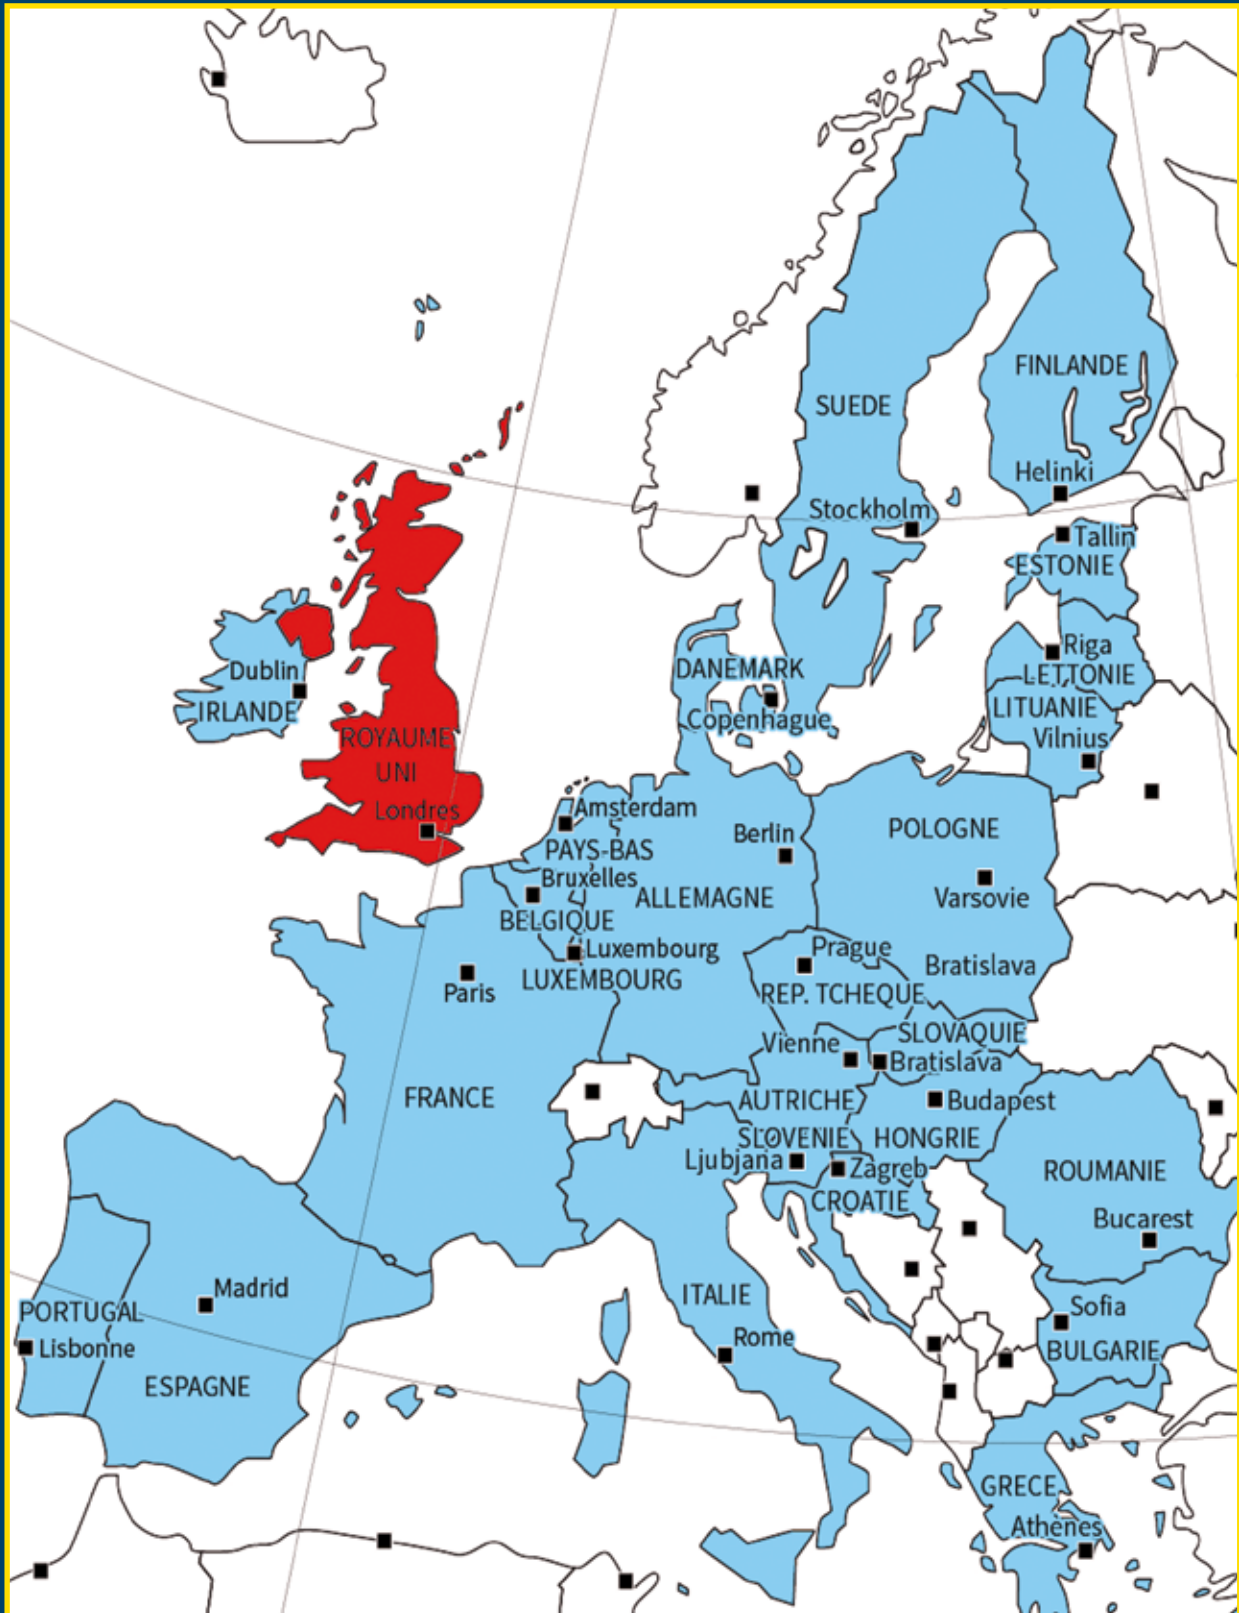 FINLANDE
SUEDE
Helinki
Stockholm
Tallin
ESTONIE
Riga
LETTONIE
Dublin
IRLANDE
DANEMARK
Copenhague
LITUANIE
Vilnius
ROYAUME
UNI
Londres
Amsterdam
PAYS-BAS
Berlin
POLOGNE
Bruxelles
ALLEMAGNE
Varsovie
BELGIQUE
Luxembourg
LUXEMBOURG
Prague
Bratislava
REP. TCHEQUE
Paris
SLOVAQUIE
Vienne
Bratislava
FRANCE
AUTRICHE
Budapest
SLOVENIE
HONGRIE
Ljubjana
Zagreb
ROUMANIE
CROATIE
Bucarest
Madrid
ITALIE
PORTUGAL
Sofia
Lisbonne
Rome
BULGARIE
ESPAGNE
GRECE
Athènes